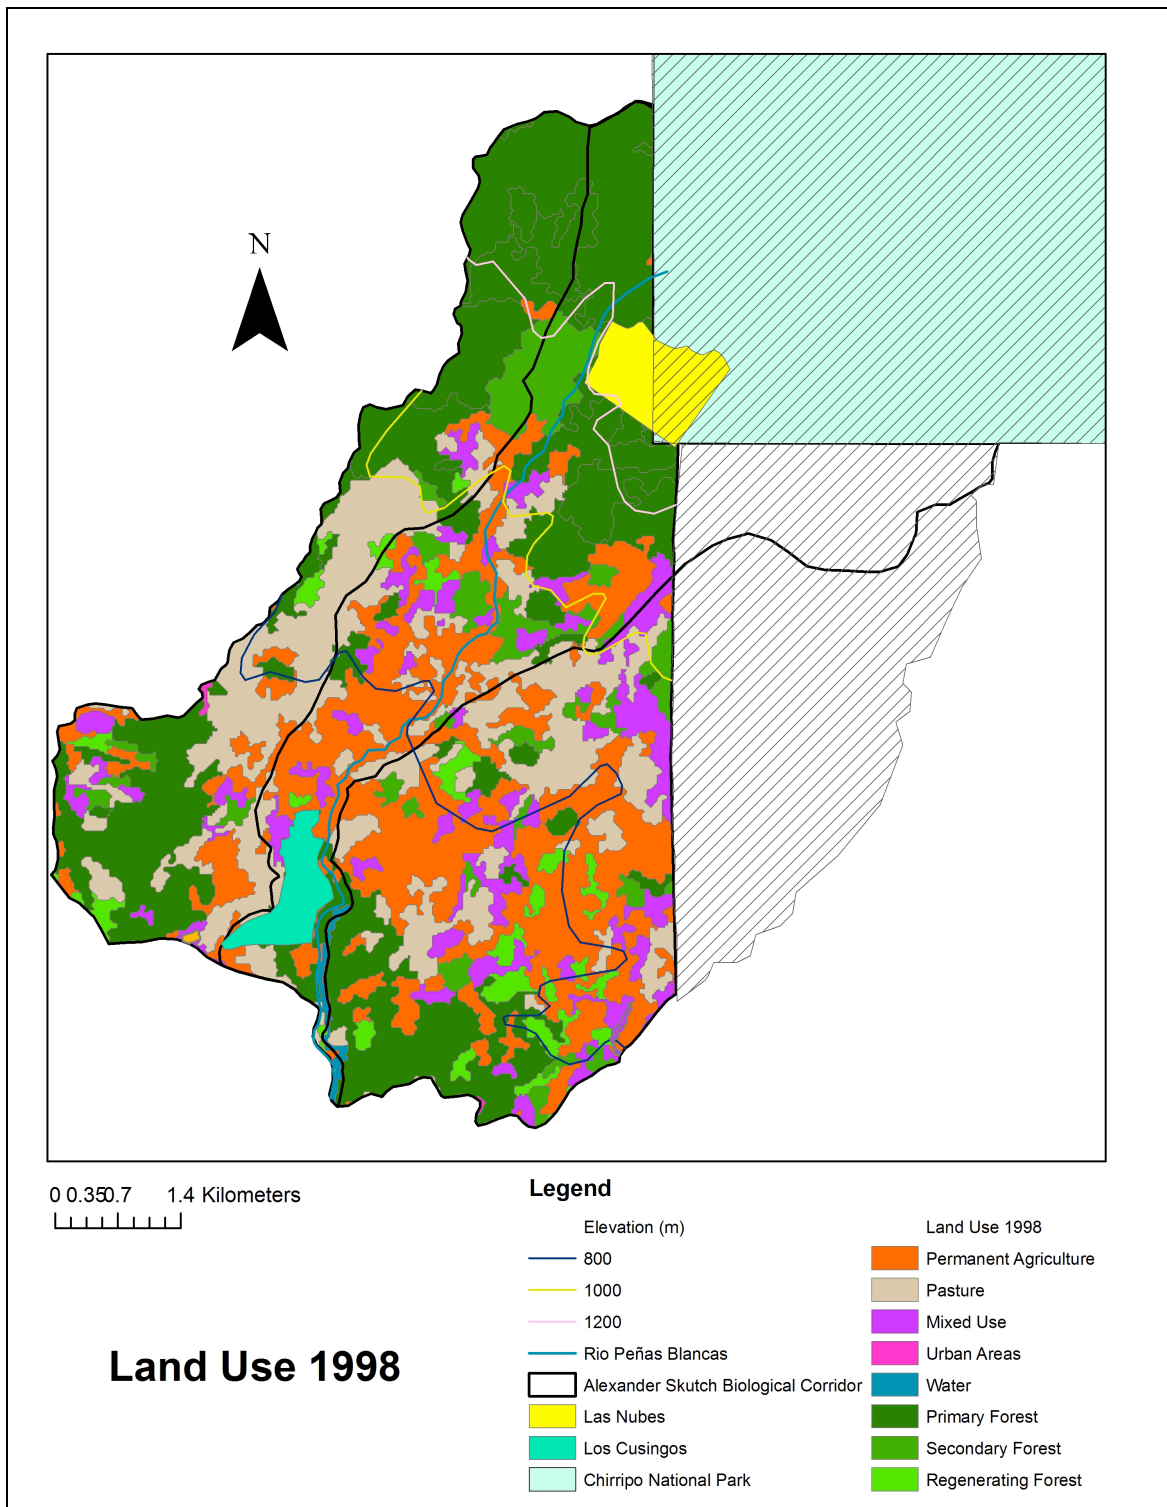 N
0 0.35 0.7 1.4 Kilometers
Land Use 1998
Legend
Elevation (m)
800
1000
1200
Rio Peñas Blancas
Alexander Skutch Biological Corridor
Las Nubes
Los Cusingos
Chirripo National Park
Land Use 1998
Permanent Agriculture
Pasture
Mixed Use
Urban Areas
Water
Primary Forest
Secondary Forest
Regenerating Forest